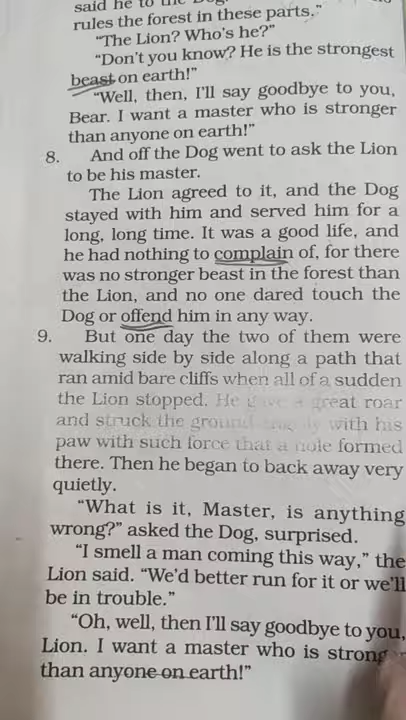 said he to the Dog.
rules the forest in these parts."
"The Lion? Who's he?"
"Don't you know? He is the strongest
beast on earth!"
"Well, then, I'll say goodbye to you,
Bear. I want a master who is stronger
than anyone on earth!"
8. And off the Dog went to ask the Lion
to be his master.
The Lion agreed to it, and the Dog
stayed with him and served him for a
long, long time. It was a good life, and
he had nothing to complain of, for there
was no stronger beast in the forest than
the Lion, and no one dared touch the
Dog or offend him in any way.
9. But one day the two of them were
walking side by side along a path that
ran amid bare cliffs when all of a sudden
the Lion stopped. He gave a great roar
and struck the ground with his
paw with such force that a hole formed
there. Then he began to back away very
quietly.
"What is it, Master, is anything
wrong?" asked the Dog, surprised.
"I smell a man coming this way," the
Lion said. "We'd better run for it or we'll
be in trouble."
"Oh, well, then I'll say goodbye to you,
Lion. I want a master who is stronger
than anyone on earth!"